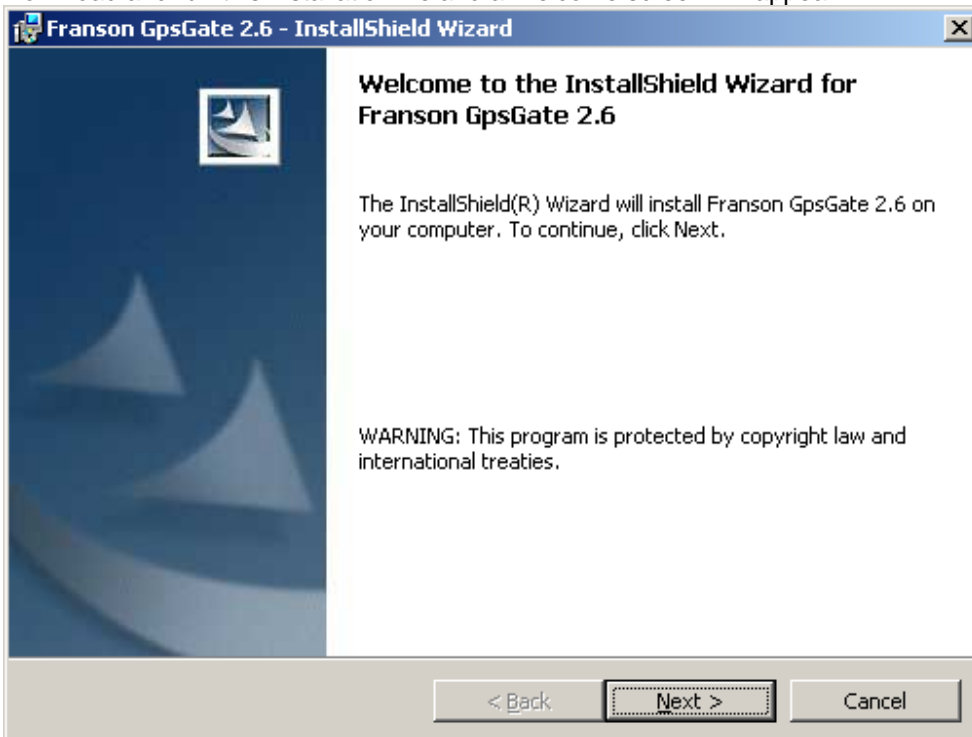 Franson GpsGate 2.6 - InstallShield Wizard
Welcome to the InstallShield Wizard for
Franson GpsGate 2.6
The InstallShield(R) Wizard will install Franson GpsGate 2.6 on
your computer. To continue, click Next.
WARNING: This program is protected by copyright law and
international treaties.
< Back
Next >
Cancel